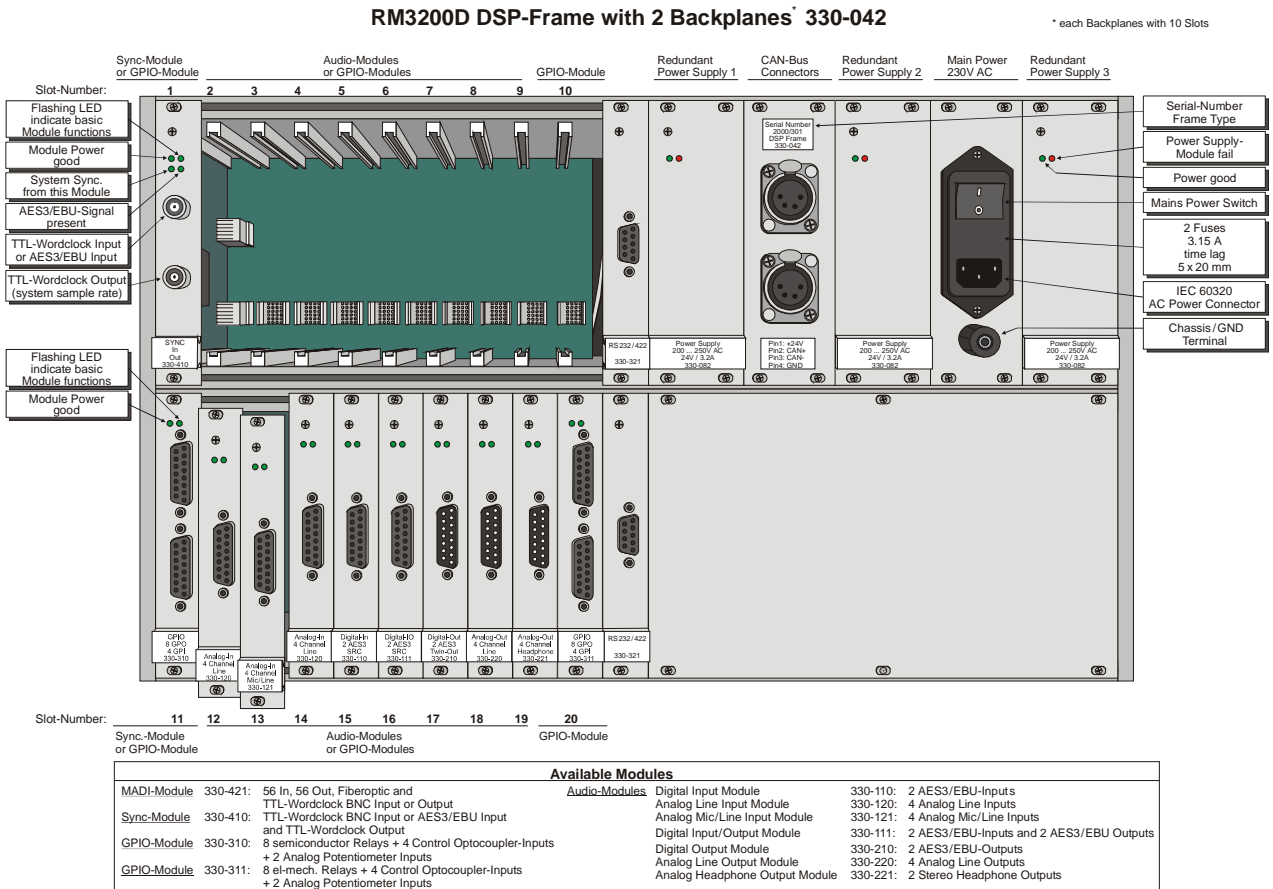 RM3200D DSP-Frame with 2 Backplanes* 330-042
* each Backplanes with 10 Slots
Sync-Module
or GPIO-Module
Audio-Modules
or GPIO-Modules
GPIO-Module
Redundant
Power Supply 1
CAN-Bus
Connectors
Redundant
Power Supply 2
Main Power
230V AC
Redundant
Power Supply 3
Slot-Number: 1 2 3 4 5 6 7 8 9 10
Flashing LED
indicate basic
Module functions
Module Power
good
System Sync.
from this Module
AES3/EBU-Signal
present
TTL-Wordclock Input
or AES3/EBU Input
TTL-Wordclock Output
(system sample rate)
Serial Number
2000/301
DSP Frame
330-042
Serial-Number
Frame Type
Power Supply-
Module fail
Power good
Mains Power Switch
2 Fuses
3.15 A
time lag
5 x 20 mm
IEC 60320
AC Power Connector
Chassis/GND
Terminal
SYNC
In
Out
330-410
RS232/422
330-321
Power Supply
200 ... 250V AC
24V / 3.2A
330-082
Pin1: +24V
Pin2: CAN+
Pin3: CAN-
Pin4: GND
Power Supply
200 ... 250V AC
24V / 3.2A
330-082
Power Supply
200 ... 250V AC
24V / 3.2A
330-082
Flashing LED
indicate basic
Module functions
Module Power
good
GPIO
8 GPO
4 GPI
330-310
Analog-In
4 Channel
Line
330-120
Analog-In
4 Channel
Mic/Line
330-121
Analog-In
4 Channel
Line
330-120
Digital-In
2 AES3
SRC
330-110
Digital-IO
2 AES3
SRC
330-111
Digital-Out
2 AES3
Twin-Out
330-210
Analog-Out
4 Channel
Line
330-220
Analog-Out
4 Channel
Headphone
330-221
GPIO
8 GPO
4 GPI
330-311
RS232/422
330-321
Slot-Number: 11 12 13 14 15 16 17 18 19 20
Sync.-Module
or GPIO-Module
Audio-Modules
or GPIO-Modules
GPIO-Module
Available Modules
MADI-Module 330-421: 56 In, 56 Out, Fiberoptic and
TTL-Wordclock BNC Input or Output
Sync-Module 330-410: TTL-Wordclock BNC Input or AES3/EBU Input
and TTL-Wordclock Output
GPIO-Module 330-310: 8 semiconductor Relays + 4 Control Optocoupler-Inputs
+ 2 Analog Potentiometer Inputs
GPIO-Module 330-311: 8 el-mech. Relays + 4 Control Optocoupler-Inputs
+ 2 Analog Potentiometer Inputs
Audio-Modules Digital Input Module 330-110: 2 AES3/EBU-Inputs
Analog Line Input Module 330-120: 4 Analog Line Inputs
Analog Mic/Line Input Module 330-121: 4 Analog Mic/Line Inputs
Digital Input/Output Module 330-111: 2 AES3/EBU-Inputs and 2 AES3/EBU Outputs
Digital Output Module 330-210: 2 AES3/EBU-Outputs
Analog Line Output Module 330-220: 4 Analog Line Outputs
Analog Headphone Output Module 330-221: 2 Stereo Headphone Outputs